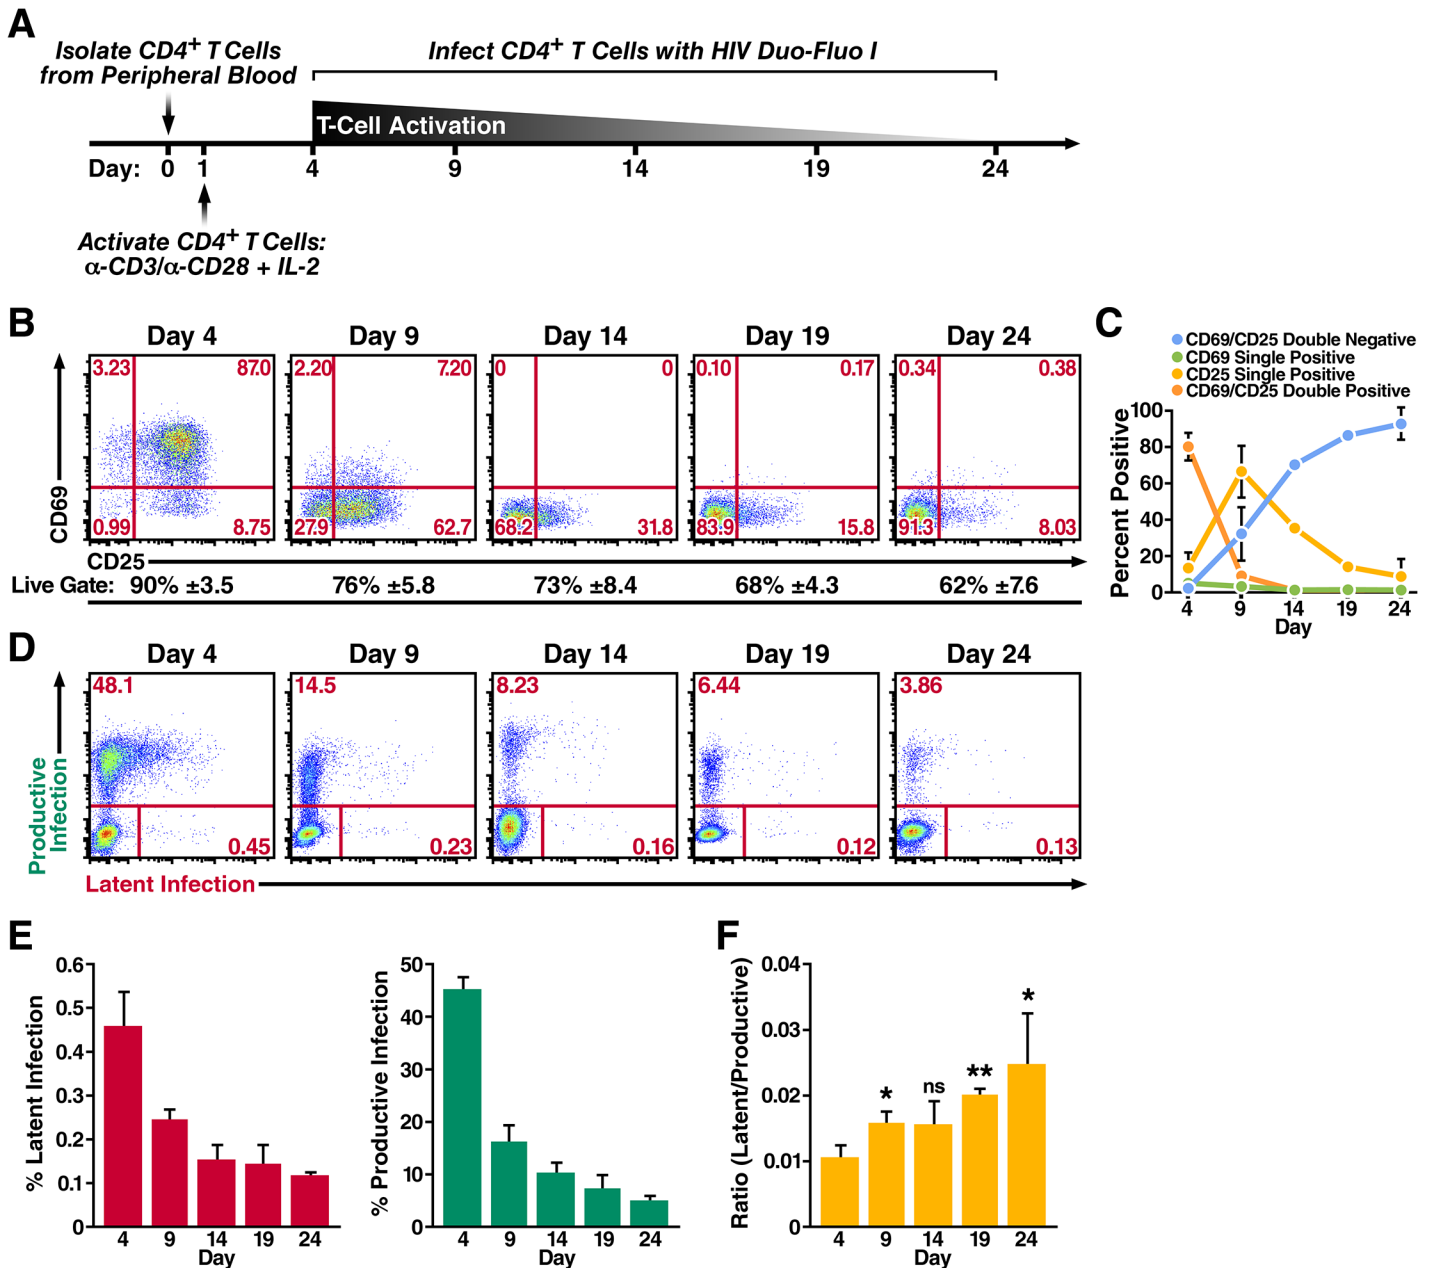 A
Isolate CD4+ T Cells
from Peripheral Blood
Infect CD4+ T Cells with HIV Duo-Fluo I
T-Cell Activation
Day: 0 1 4 9 14 19 24
Activate CD4+ T Cells:
α-CD3/α-CD28 + IL-2
B
Day 4 Day 9 Day 14 Day 19 Day 24
3.23 87.0 2.20 7.20 0 0 0.10 0.17 0.34 0.38
0.99 8.75 27.9 62.7 68.2 31.8 83.9 15.8 91.3 8.03
CD69
CD25
Live Gate: 90% ±3.5 76% ±5.8 73% ±8.4 68% ±4.3 62% ±7.6
C
CD69/CD25 Double Negative
CD69 Single Positive
CD25 Single Positive
CD69/CD25 Double Positive
Percent Positive
100
80
60
40
20
0
4 9 14 19 24
Day
D
Day 4 Day 9 Day 14 Day 19 Day 24
48.1 14.5 8.23 6.44 3.86
0.45 0.23 0.16 0.12 0.13
Productive
Infection
Latent Infection
E
% Latent Infection
0.6
0.5
0.4
0.3
0.2
0.1
0
4 9 14 19 24
Day
% Productive Infection
50
40
30
20
10
0
4 9 14 19 24
Day
F
Ratio (Latent/Productive)
0.04
0.03
0.02
0.01
0
* ns ** *
4 9 14 19 24
Day